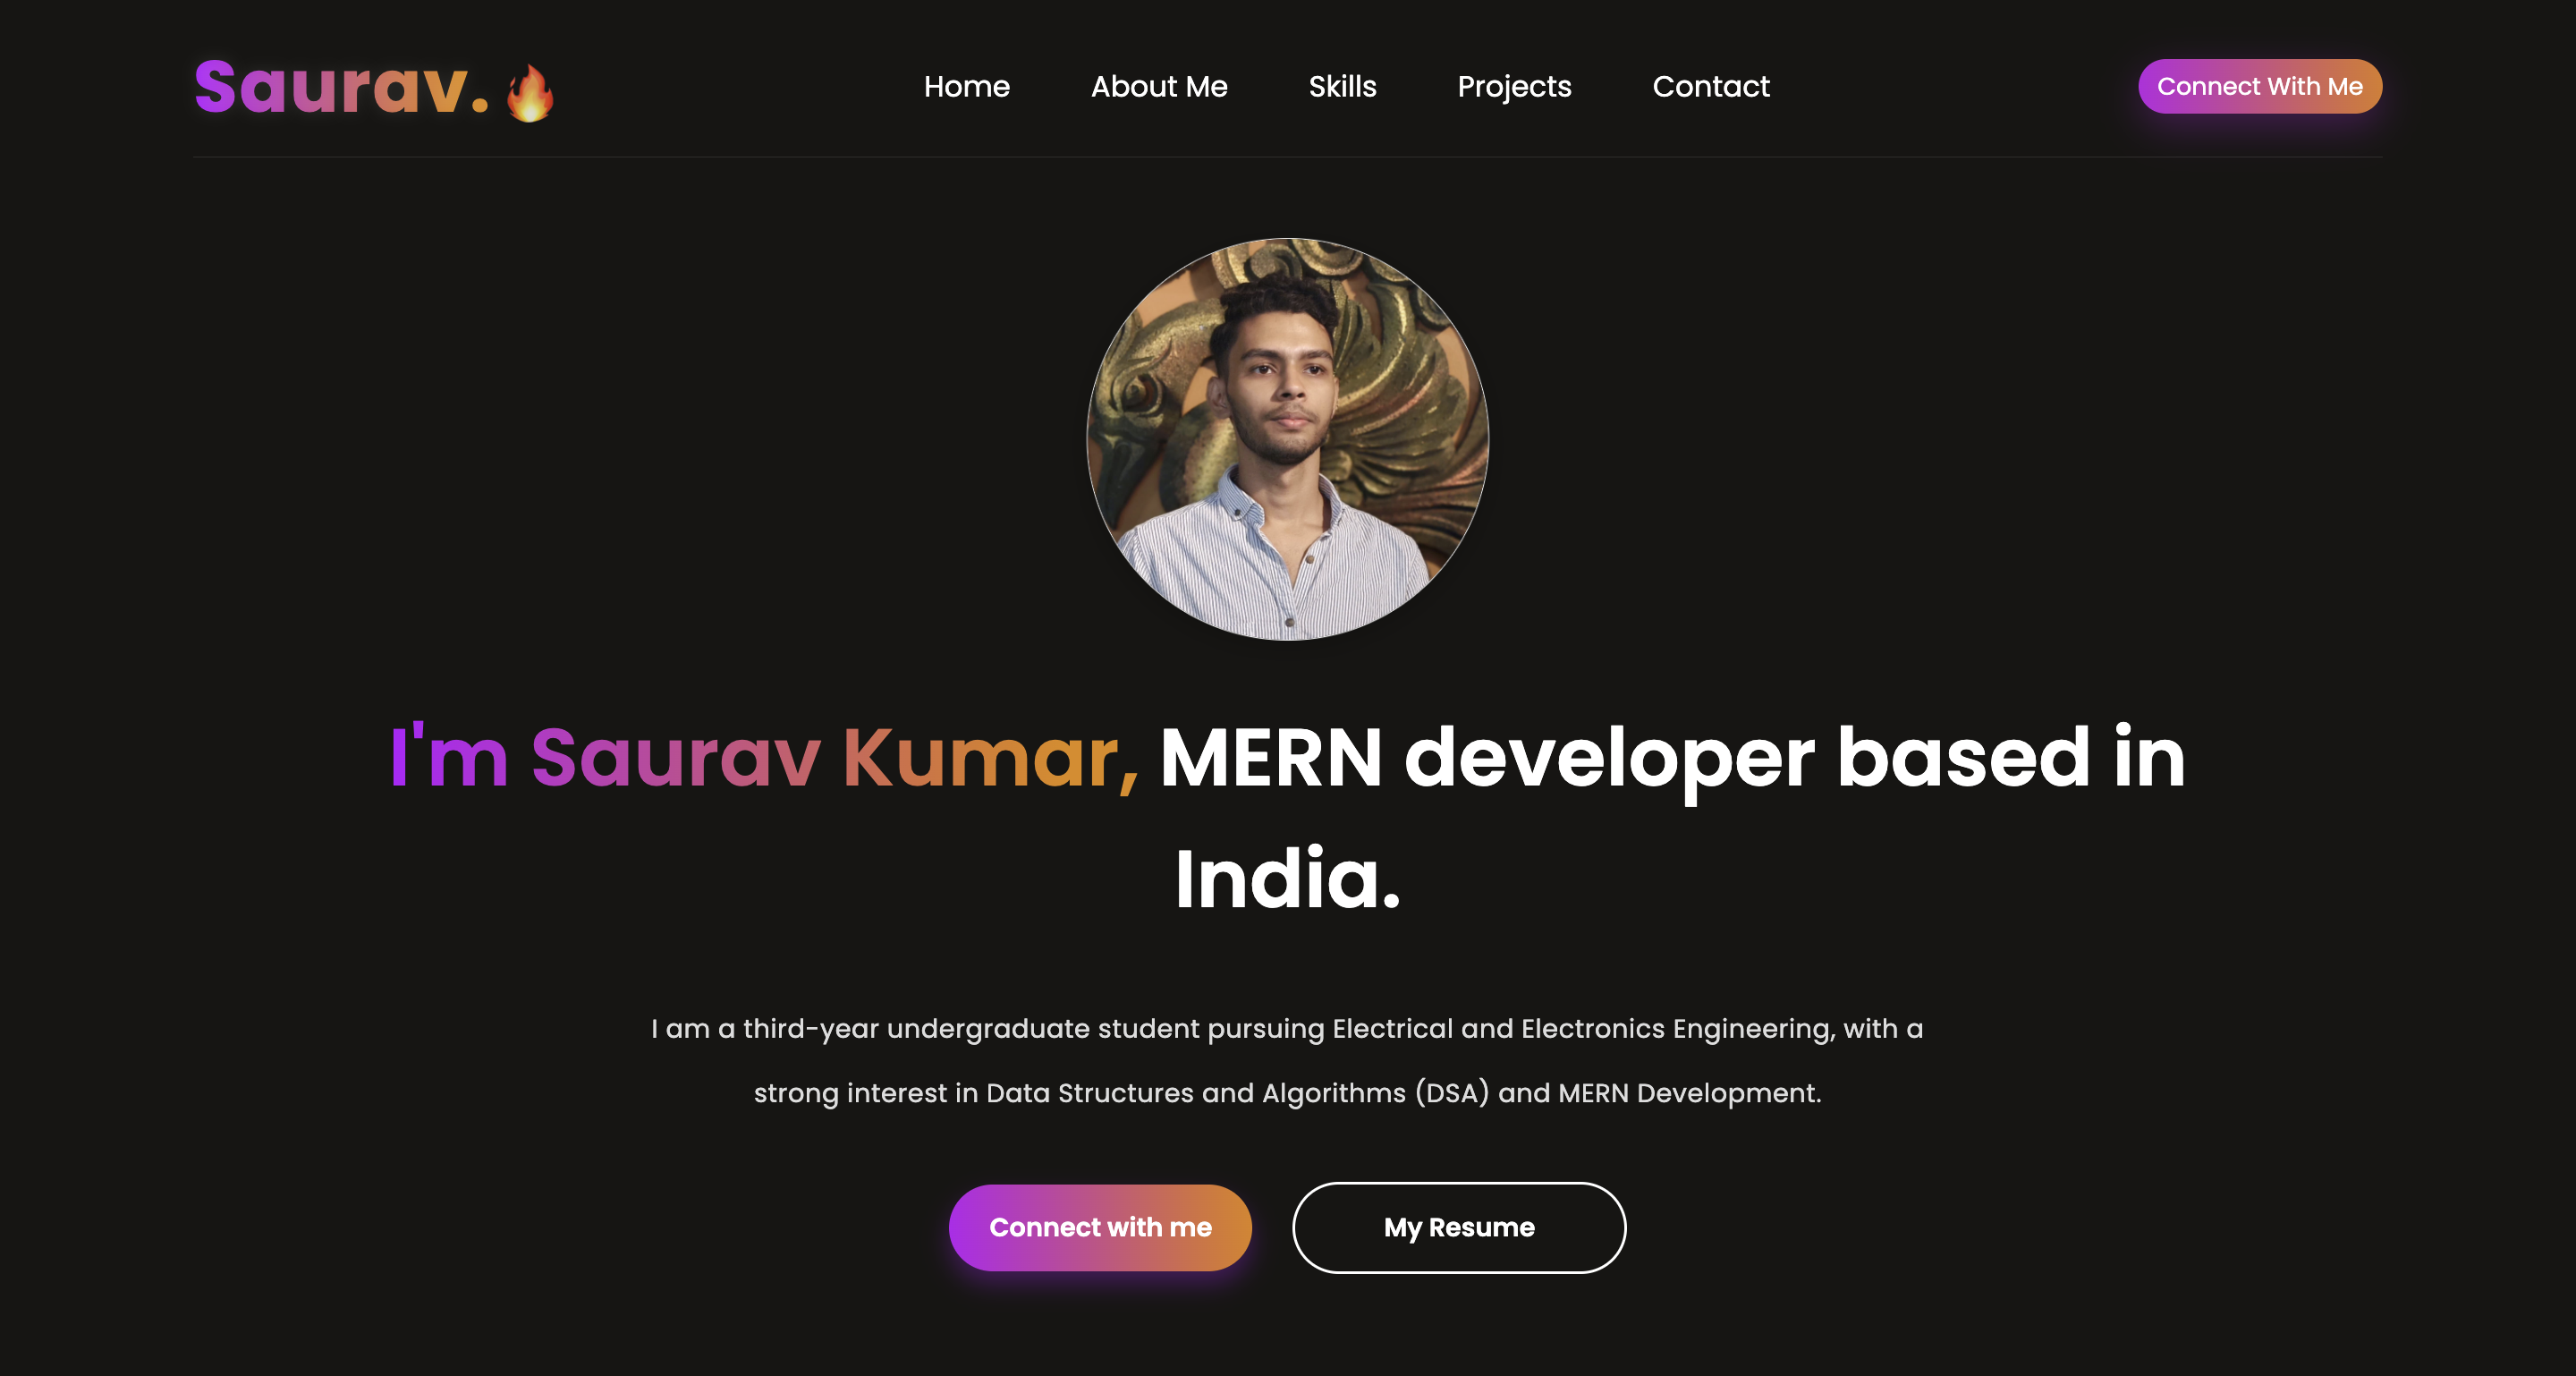 Saurav.🔥
Home About Me Skills Projects Contact
Connect With Me
I'm Saurav Kumar, MERN developer based in
India.
I am a third-year undergraduate student pursuing Electrical and Electronics Engineering, with a
strong interest in Data Structures and Algorithms (DSA) and MERN Development.
Connect with me
My Resume